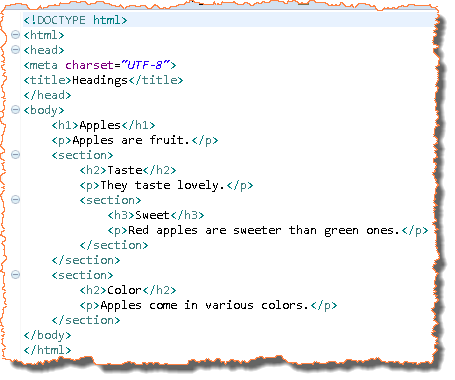 <!DOCTYPE html>
<html>
<head>
<meta charset="UTF-8">
<title>Headings</title>
</head>
<body>
    <h1>Apples</h1>
    <p>Apples are fruit.</p>
    <section>
        <h2>Taste</h2>
        <p>They taste lovely.</p>
        <section>
            <h3>Sweet</h3>
            <p>Red apples are sweeter than green ones.</p>
        </section>
    </section>
    <section>
        <h2>Color</h2>
        <p>Apples come in various colors.</p>
    </section>
</body>
</html>